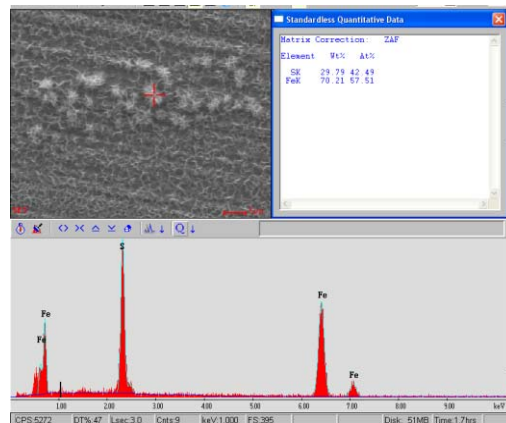 Standardless Quantitative Data
Matrix Correction: ZAF
Element Wt% At%
SK 29.79 42.49
FeK 70.21 57.51
Q
S
Fe
Fe
Fe
Fe
1.00 2.00 3.00 4.00 5.00 6.00 7.00 8.00 9.00 keV
CPS:5272 DT%:47 Lsec:3.0 Cnts:9 keV:1.000 FS:395 Disk: 51MB Time:1.7hrs